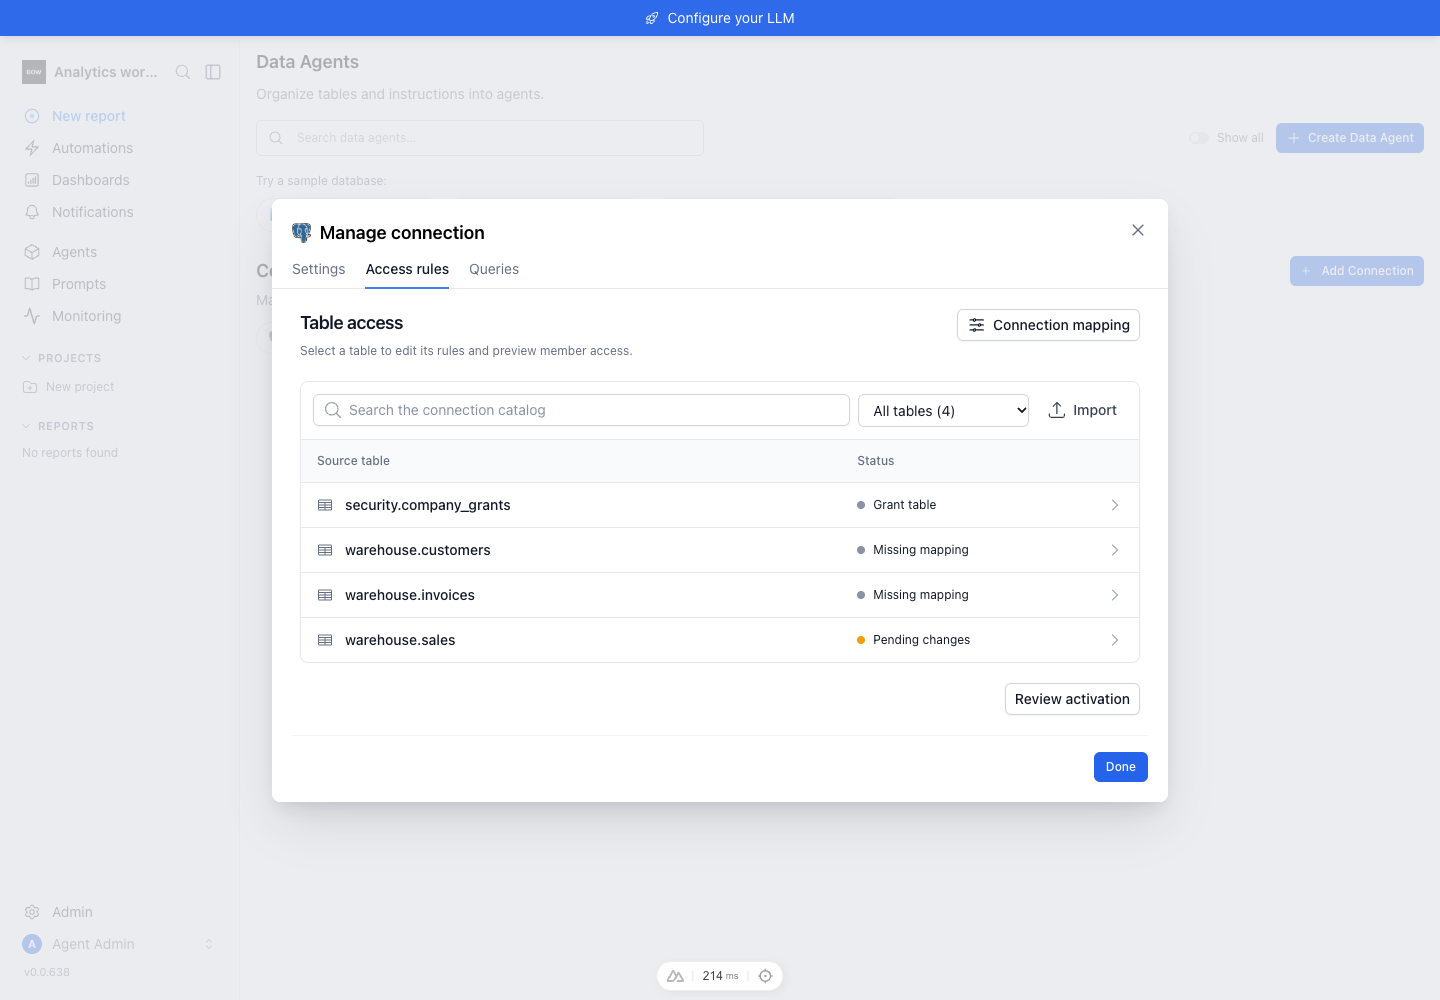 Configure your LLM
BOW
Analytics wor...
New report
Automations
Dashboards
Notifications
Agents
Prompts
Monitoring
PROJECTS
New project
REPORTS
No reports found
Admin
A
Agent Admin
v0.0.638
Data Agents
Organize tables and instructions into agents.
Search data agents...
Show all
Create Data Agent
Try a sample database:
Add Connection
Manage connection
Settings
Access rules
Queries
Table access
Connection mapping
Select a table to edit its rules and preview member access.
Search the connection catalog
All tables (4)
Import
Source table
Status
security.company_grants
Grant table
warehouse.customers
Missing mapping
warehouse.invoices
Missing mapping
warehouse.sales
Pending changes
Review activation
Done
214 ms